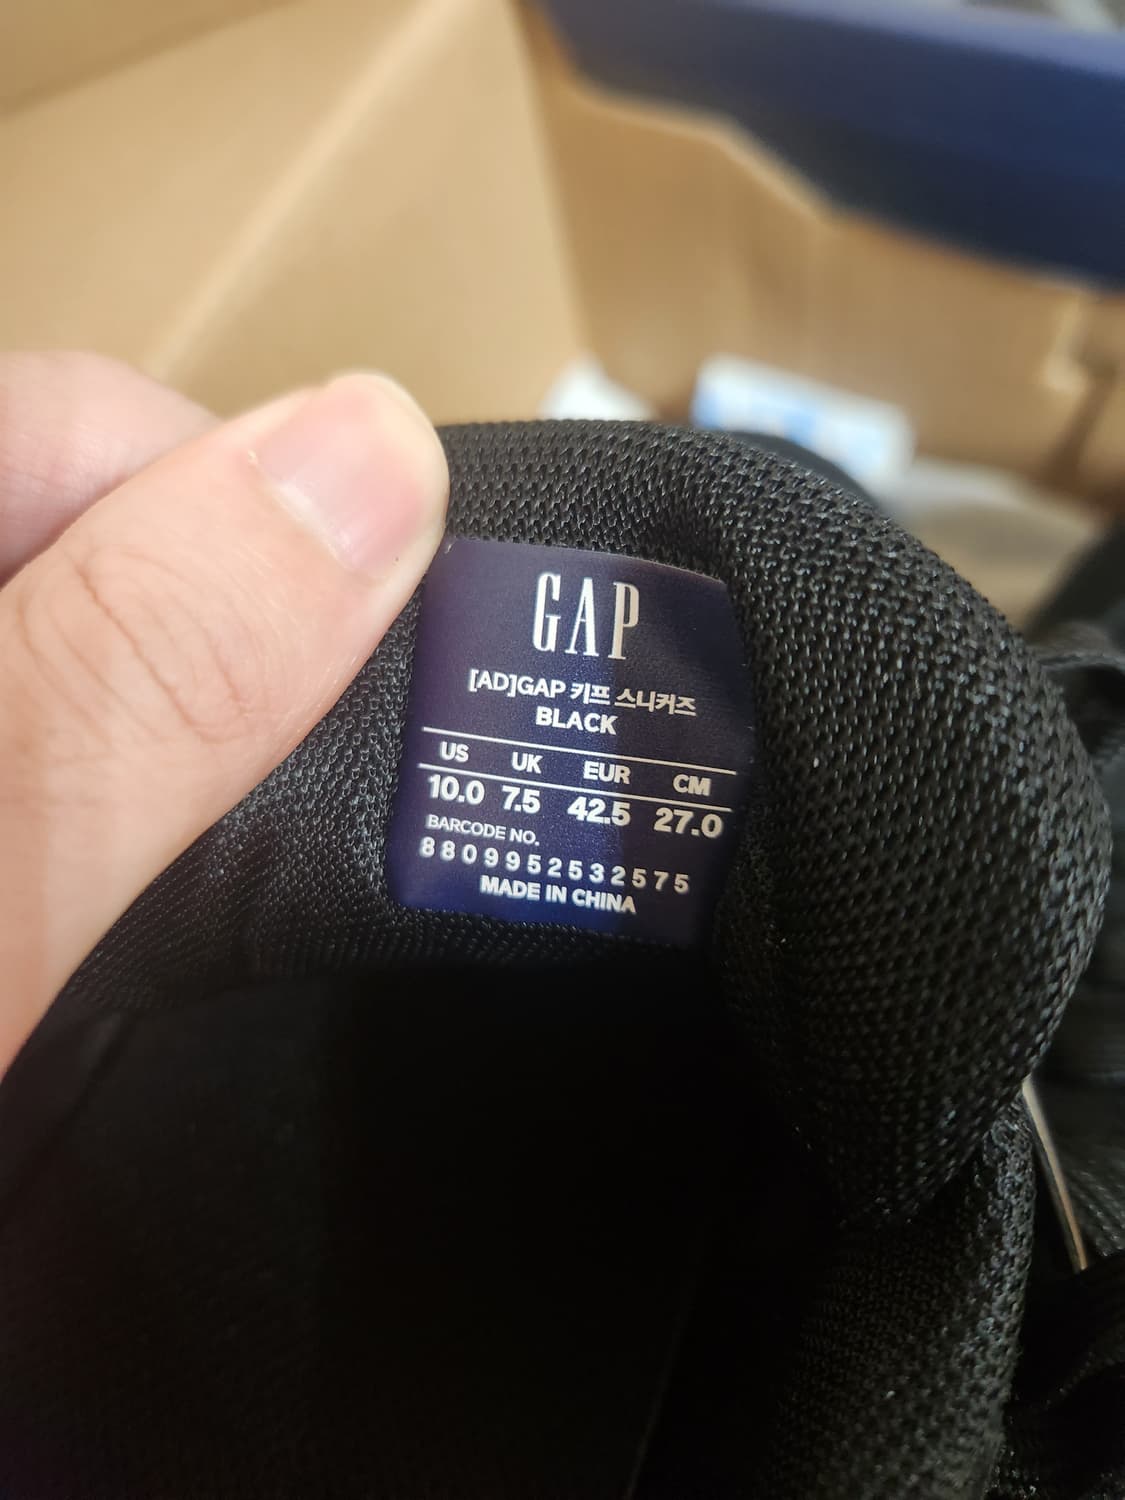 GAP
[AD]GAP 키프 스니커즈
BLACK
US UK EUR CM
10.0 7.5 42.5 27.0
BARCODE NO.
8809952532575
MADE IN CHINA